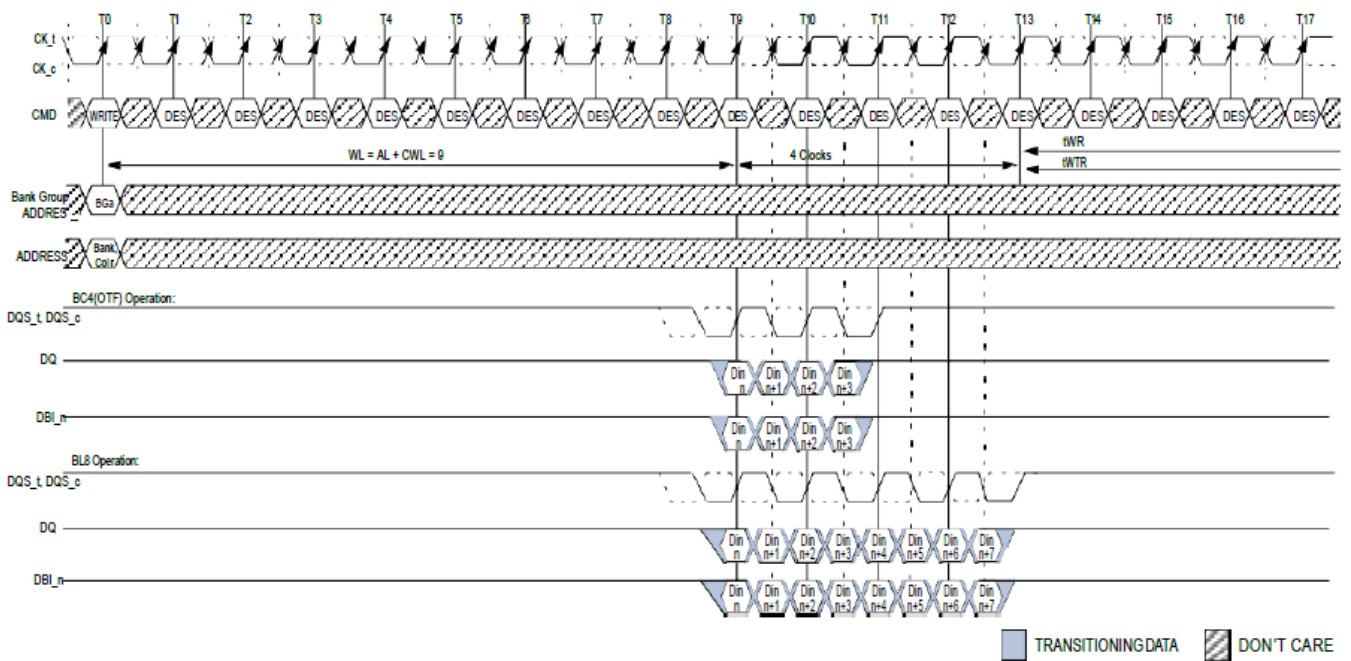 T0 T1 T2 T3 T4 T5 T6 T7 T8 T9 T10 T11 T12 T13 T14 T15 T16 T17
CK_t
CK_c
CMD WRITE DES DES DES DES DES DES DES DES DES DES DES DES DES DES DES DES DES
tWR
WL = AL + CWL = 9 4 Clocks
tWTR
Bank Group
ADDRES BGa
ADDRESS Bank
Colr
BC4(OTF) Operation:
DQS_t, DQS_c
DQ
Din Din Din Din
n n+1 n+2 n+3
DBI_n
Din Din Din Din
n n+1 n+2 n+3
BL8 Operation:
DQS_t, DQS_c
DQ
Din Din Din Din Din Din Din Din
n n+1 n+2 n+3 n+4 n+5 n+6 n+7
DBI_n
Din Din Din Din Din Din Din Din
n n+1 n+2 n+3 n+4 n+5 n+6 n+7
TRANSITIONING DATA DON'T CARE